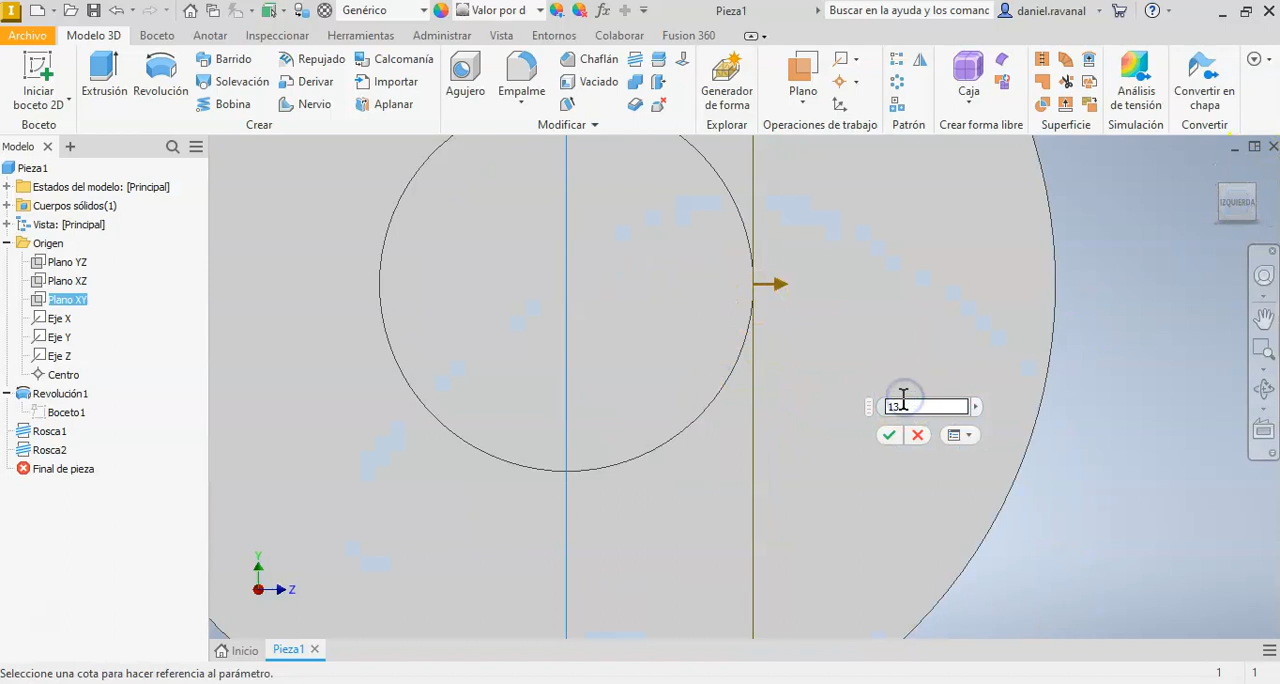 Genérico
Valor por d
Pieza1
Buscar en la ayuda y los comanc
daniel.ravanal
Archivo
Modelo 3D
Boceto
Anotar
Inspeccionar
Herramientas
Administrar
Vista
Entornos
Colaborar
Fusion 360
Iniciar
boceto 2D
Extrusión
Revolución
Barrido
Solevación
Bobina
Repujado
Derivar
Nervio
Calcomanía
Importar
Aplanar
Agujero
Empalme
Chaflán
Vaciado
Generador
de forma
Plano
Caja
Análisis
de tensión
Convertir en
chapa
Boceto
Crear
Modificar
Explorar
Operaciones de trabajo
Patrón
Crear forma libre
Superficie
Simulación
Convertir
Modelo
Pieza1
Estados del modelo: [Principal]
Cuerpos sólidos(1)
Vista: [Principal]
Origen
Plano YZ
Plano XZ
Plano XY
Eje X
Eje Y
Eje Z
Centro
Revolución1
Boceto1
Rosca1
Rosca2
Final de pieza
IZQUIERDA
13.
Y
Z
Inicio
Pieza1
Seleccione una cota para hacer referencia al parámetro.
1
1